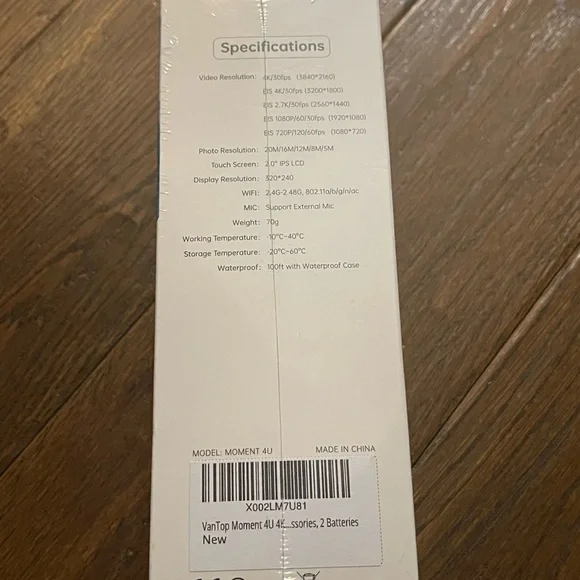 Specifications
Video Resolution: 4K/30fps (3840*2160)
EIS 4K/30fps (3200*1800)
EIS 2.7K/30fps (2560*1440)
EIS 1080P/60/30fps (1920*1080)
EIS 720P/120/60fps (1080*720)
Photo Resolution: 20M/16M/12M/8M/5M
Touch Screen: 2.0" IPS LCD
Display Resolution: 320*240
WIFI: 2.4G-2.48G, 802.11a/b/g/n/ac
MIC: Support External Mic
Weight: 70g
Working Temperature: -10°C~40°C
Storage Temperature: -20°C~60°C
Waterproof: 100ft with Waterproof Case
MODEL: MOMENT 4U MADE IN CHINA
X002LM7U81
VanTop Moment 4U 4K...ssories, 2 Batteries
New